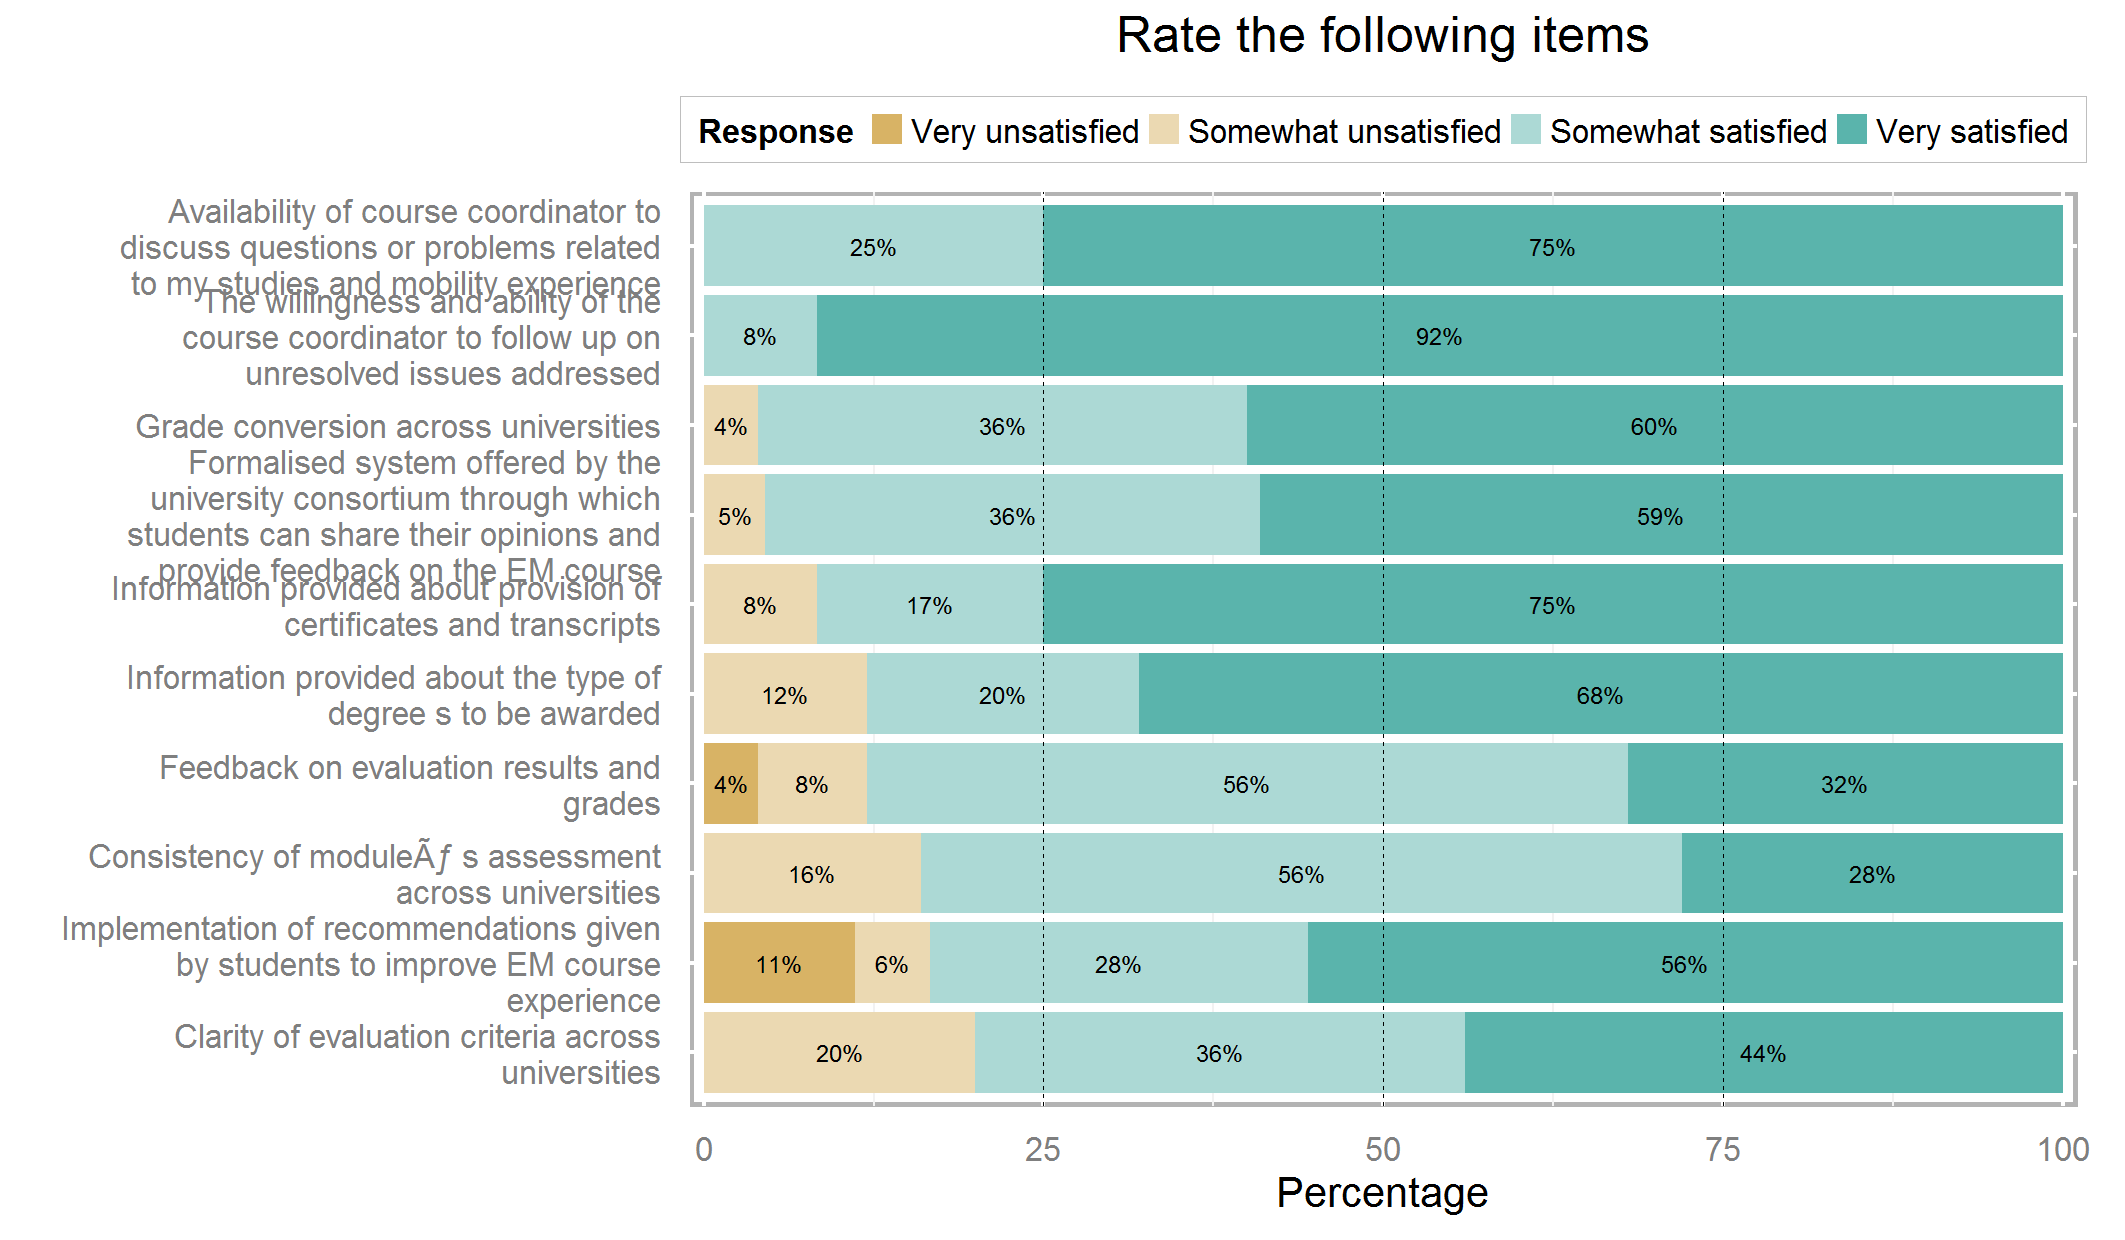 Rate the following items
Response Very unsatisfied Somewhat unsatisfied Somewhat satisfied Very satisfied
Availability of course coordinator to
discuss questions or problems related
to my studies and mobility experience
25% 75%
The willingness and ability of the
course coordinator to follow up on
unresolved issues addressed
8% 92%
Grade conversion across universities
4% 36% 60%
Formalised system offered by the
university consortium through which
students can share their opinions and
provide feedback on the EM course
5% 36% 59%
Information provided about provision of
certificates and transcripts
8% 17% 75%
Information provided about the type of
degree s to be awarded
12% 20% 68%
Feedback on evaluation results and
grades
4% 8% 56% 32%
Consistency of moduleÃƒ s assessment
across universities
16% 56% 28%
Implementation of recommendations given
by students to improve EM course
experience
11% 6% 28% 56%
Clarity of evaluation criteria across
universities
20% 36% 44%
0 25 50 75 100
Percentage